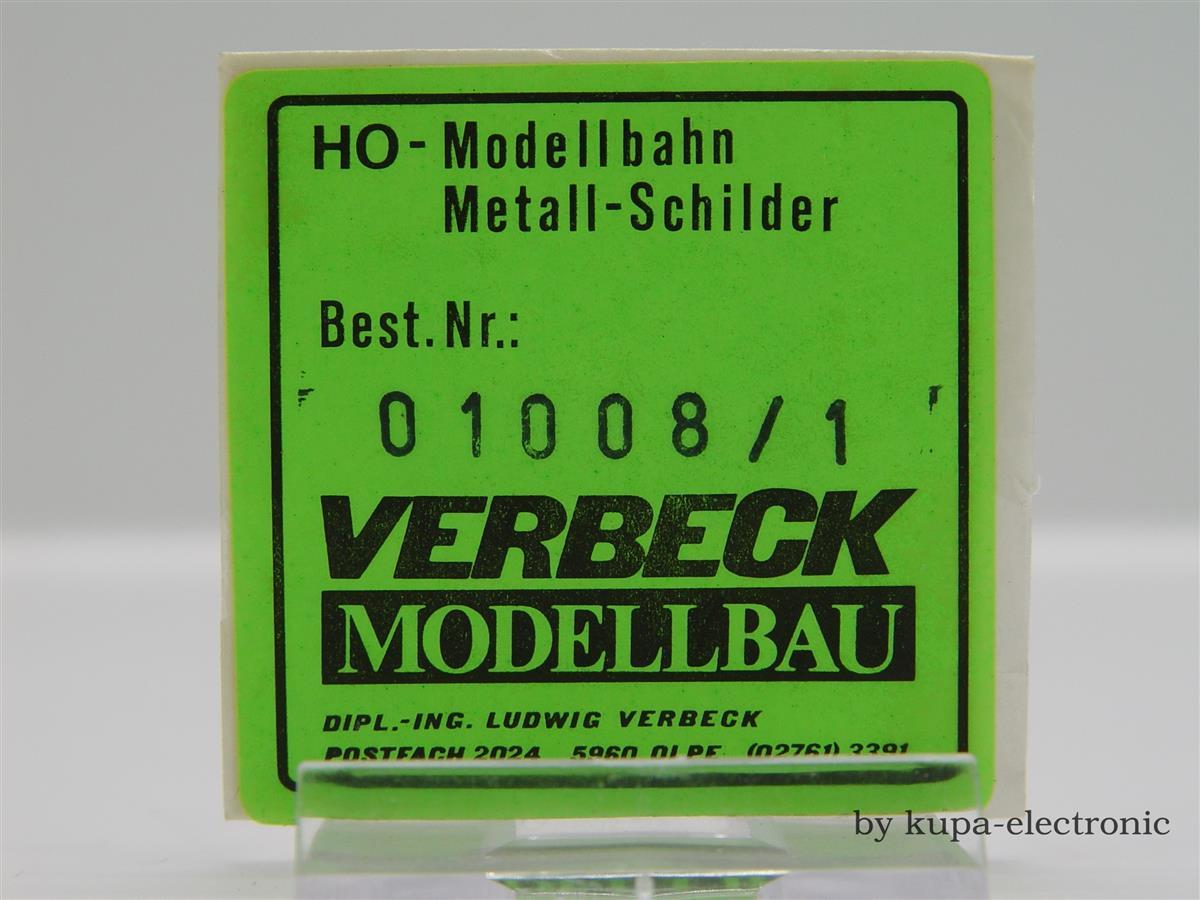 HO-Modellbahn
Metall-Schilder
Best.Nr.:
01008/1
VERBECK
MODELLBAU
DIPL.-ING. LUDWIG VERBECK
POSTFACH 2024 5960 OLPE (02761) 3391
by kupa-electronic